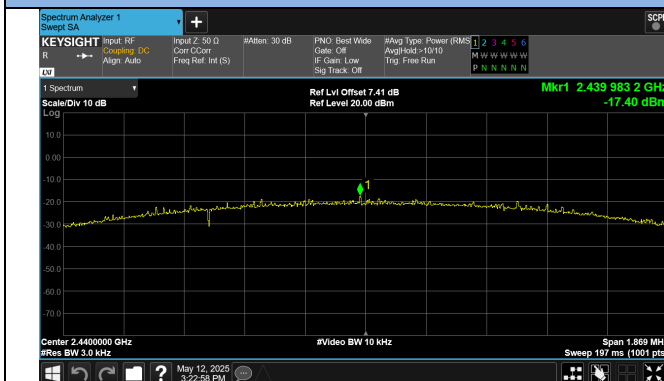 Spectrum Analyzer 1
Swept SA
+
SCPI
KEYSIGHT
R
LXI
Input: RF
Coupling: DC
Align: Auto
Input Z: 50 Ω
Corr CCorr
Freq Ref: Int (S)
#Atten: 30 dB
PNO: Best Wide
Gate: Off
IF Gain: Low
Sig Track: Off
#Avg Type: Power (RMS
Avg|Hold:>10/10
Trig: Free Run
1 2 3 4 5 6
M W W W W W
P N N N N N
1 Spectrum
Scale/Div 10 dB
Ref Lvl Offset 7.41 dB
Ref Level 20.00 dBm
Mkr1 2.439 983 2 GHz
-17.40 dBm
Log
10.0
0.00
-10.0
-20.0
-30.0
-40.0
-50.0
-60.0
-70.0
1
Center 2.4400000 GHz
#Res BW 3.0 kHz
#Video BW 10 kHz
Span 1.869 MH
Sweep 197 ms (1001 pts
?
May 12, 2025
3:22:58 PM